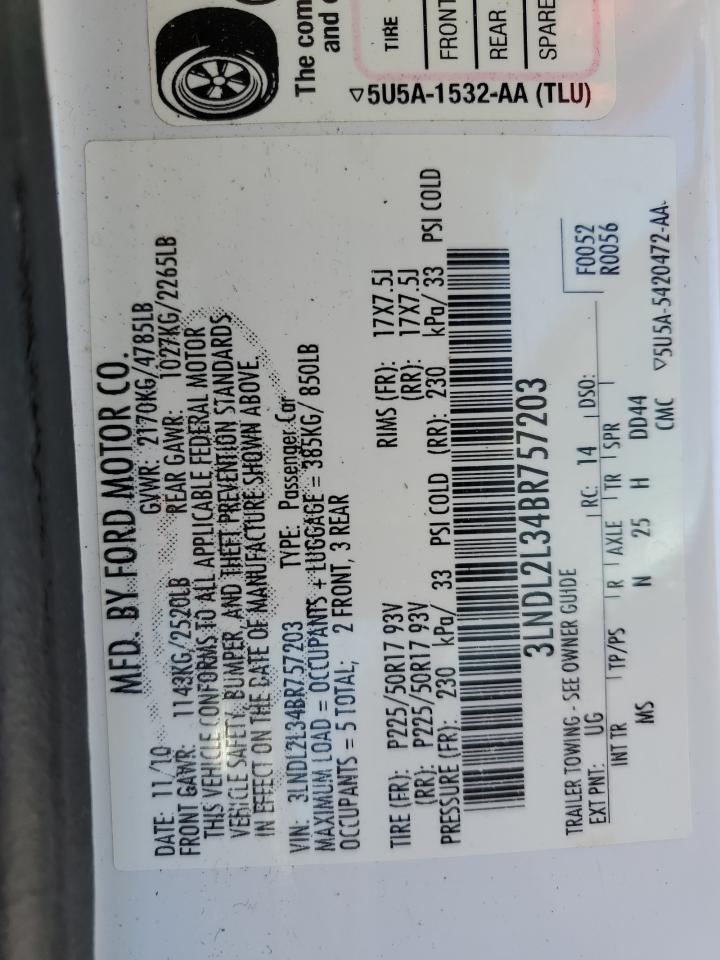 The com
and c
TIRE
FRONT
REAR
SPARE
▽5U5A-1532-AA (TLU)
MFD. BY FORD MOTOR CO.
DATE: 11/10 GVWR: 2170KG/4785LB
FRONT GAWR: 1143KG/2520LB REAR GAWR: 1027KG/2265LB
THIS VEHICLE CONFORMS TO ALL APPLICABLE FEDERAL MOTOR
VEHICLE SAFETY, BUMPER, AND THEFT PREVENTION STANDARDS
IN EFFECT ON THE DATE OF MANUFACTURE SHOWN ABOVE.
VIN: 3LNDL2L34BR757203 TYPE: Passenger Car
MAXIMUM LOAD = OCCUPANTS + LUGGAGE = 385KG/ 850LB
OCCUPANTS = 5 TOTAL; 2 FRONT, 3 REAR
TIRE (FR): P225/50R17 93V RIMS (FR): 17X7.5J
(RR): P225/50R17 93V (RR): 17X7.5J
PRESSURE (FR): 230 kPa/ 33 PSI COLD (RR): 230 kPa/ 33 PSI COLD
3LNDL2L34BR757203
TRAILER TOWING - SEE OWNER GUIDE F0052
EXT PNT: UG RC: 14 DSO: R0056
INT TR TP/PS R AXLE TR SPR
MS N 25 H DD44
CMC ▽5U5A-5420472-AA